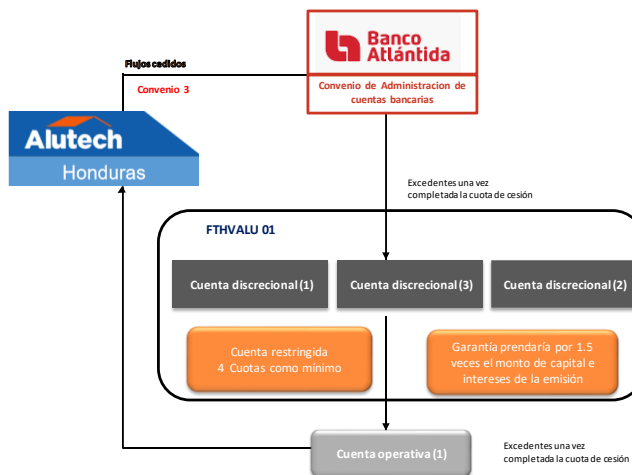 Banco
Atlántida
Convenio de Administracion de
cuentas bancarias
Flujos cedidos
Convenio 3
Alutech
Honduras
Excedentes una vez
completada la cuota de cesión
FTHVALU 01
Cuenta discrecional (1)
Cuenta discrecional (3)
Cuenta discrecional (2)
Cuenta restringida
4 Cuotas como mínimo
Garantía prendaría por 1.5
veces el monto de capital e
intereses de la emisión
Cuenta operativa (1)
Excedentes una vez
completada la cuota de cesión